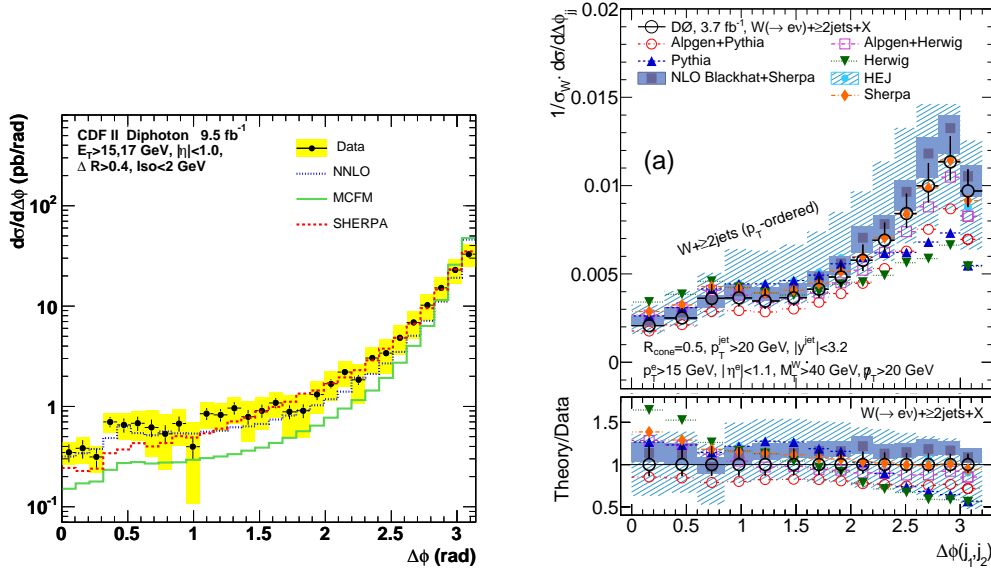 CDF II Diphoton 9.5 fb⁻¹
E_T>15,17 GeV, |η|<1.0,
Δ R>0.4, Iso<2 GeV
Data
NNLO
MCFM
SHERPA
dσ/dΔϕ (pb/rad)
10²
10
1
10⁻¹
0 0.5 1 1.5 2 2.5 3
Δϕ (rad)
1/σ_W· dσ/dΔϕ_jj
0.02
0.015
0.01
0.005
0
DØ, 3.7 fb⁻¹, W(→ eν)+≥2jets+X
Alpgen+Pythia
Alpgen+Herwig
Pythia
Herwig
NLO Blackhat+Sherpa
HEJ
Sherpa
(a)
W+≥2jets (p_T-ordered)
R_cone=0.5, p_T^jet>20 GeV, |y^jet|<3.2
p_T^e>15 GeV, |η^e|<1.1, M_T^W>40 GeV, p̸_T>20 GeV
Theory/Data
1.5
1
0.5
W(→ eν)+≥2jets+X
0 0.5 1 1.5 2 2.5 3
Δϕ(j₁,j₂)